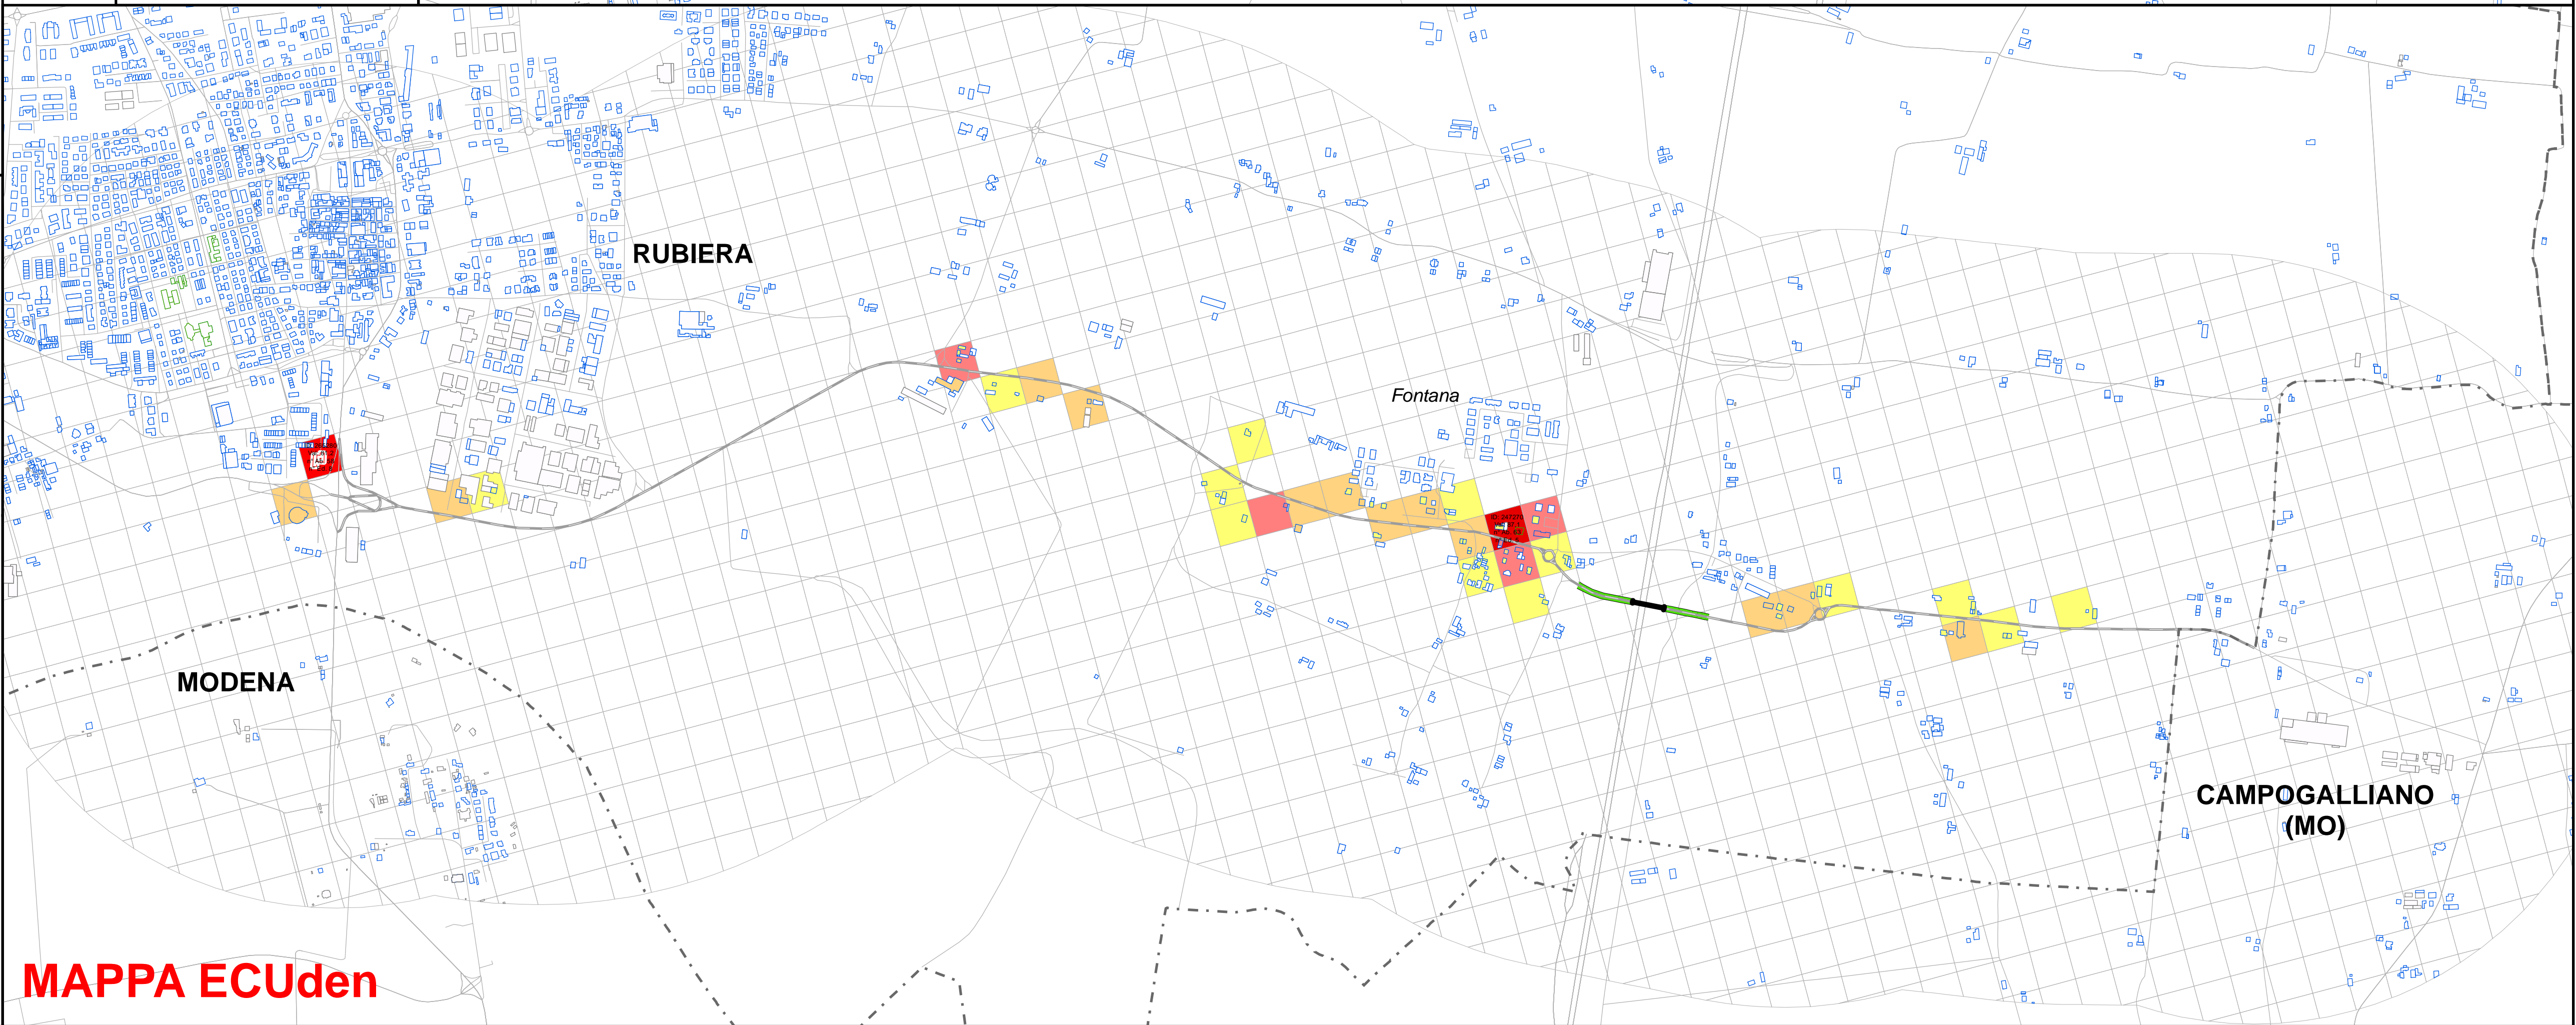 RUBIERA
Fontana
MODENA
CAMPOGALLIANO
(MO)
MAPPA ECUden